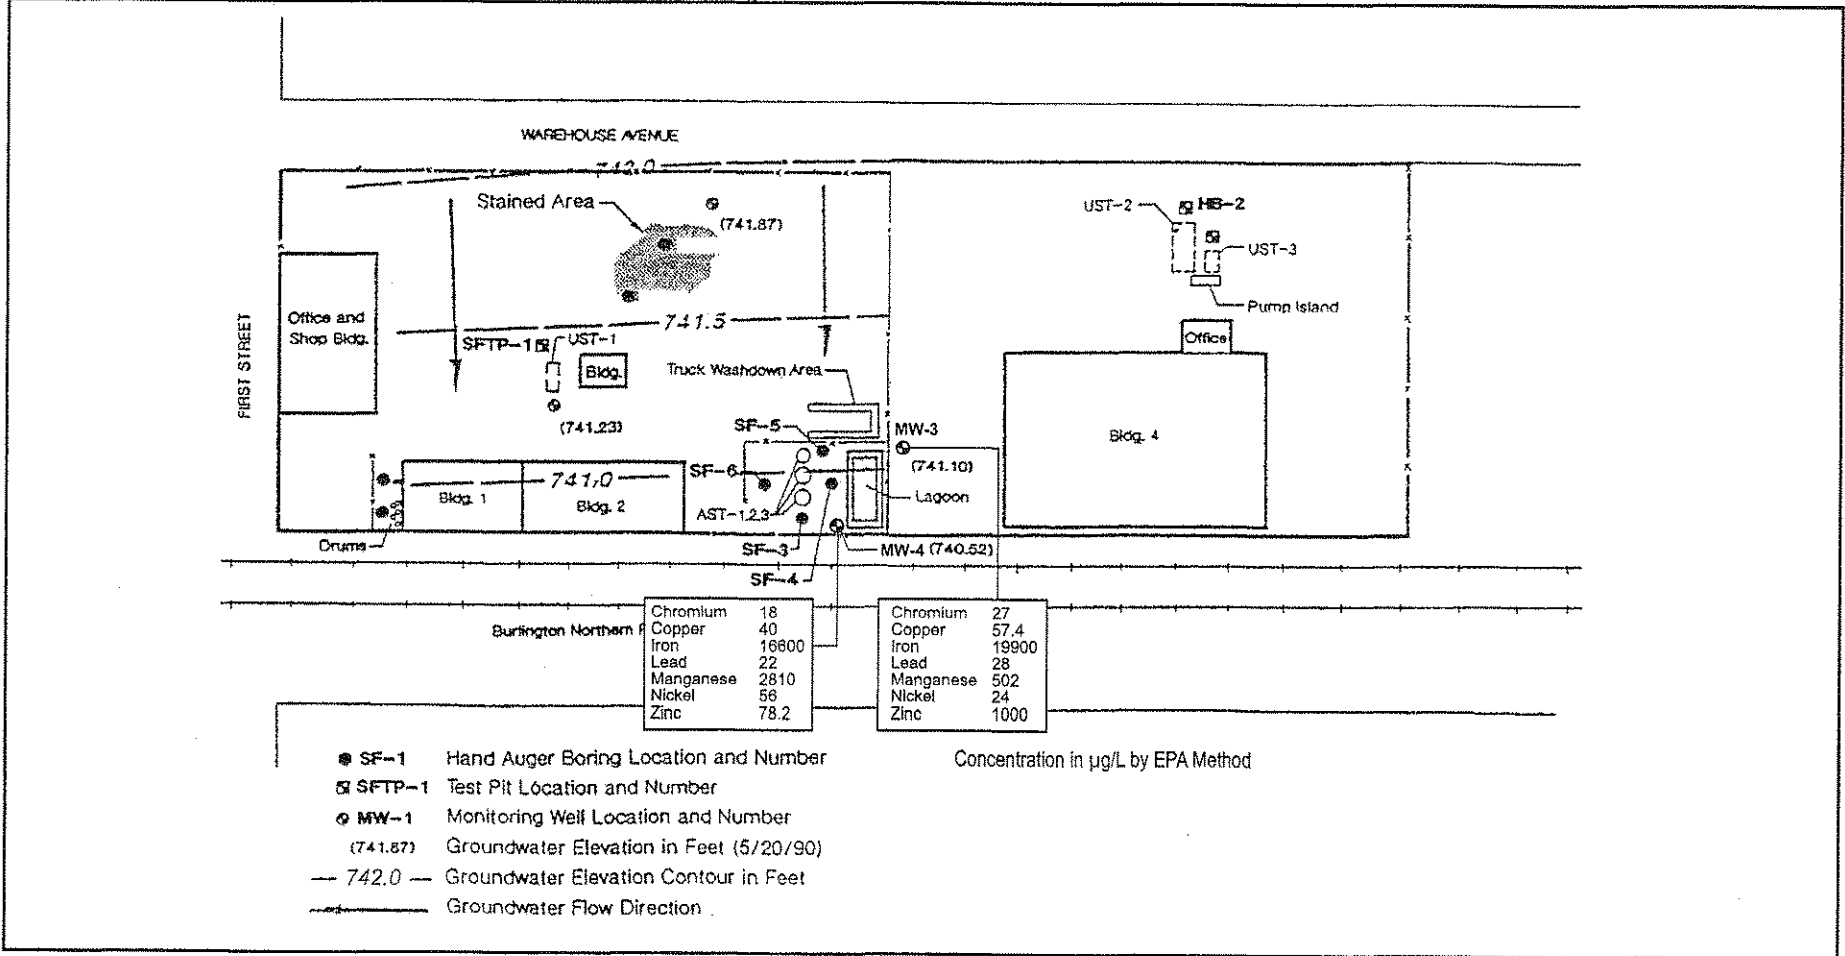 WAREHOUSE AVENUE
742.0
Stained Area
(741.87)
UST-2
HB-2
UST-3
Pump Island
Office
FIRST STREET
Office and
Shop Bldg.
741.5
SFTP-1
UST-1
Bldg.
Truck Washdown Area
(741.23)
SF-5
MW-3
(741.10)
Bldg. 4
SF-6
741.0
Bldg. 1
Bldg. 2
AST-1,2,3
Lagoon
Drums
SF-3
MW-4 (740.52)
SF-4
Burlington Northern
Chromium 18
Copper 40
Iron 16600
Lead 22
Manganese 2810
Nickel 56
Zinc 78.2
Chromium 27
Copper 57.4
Iron 19900
Lead 28
Manganese 502
Nickel 24
Zinc 1000
SF-1 Hand Auger Boring Location and Number
SFTP-1 Test Pit Location and Number
MW-1 Monitoring Well Location and Number
(741.87) Groundwater Elevation in Feet (5/20/90)
— 742.0 — Groundwater Elevation Contour in Feet
Groundwater Flow Direction
Concentration in µg/L by EPA Method